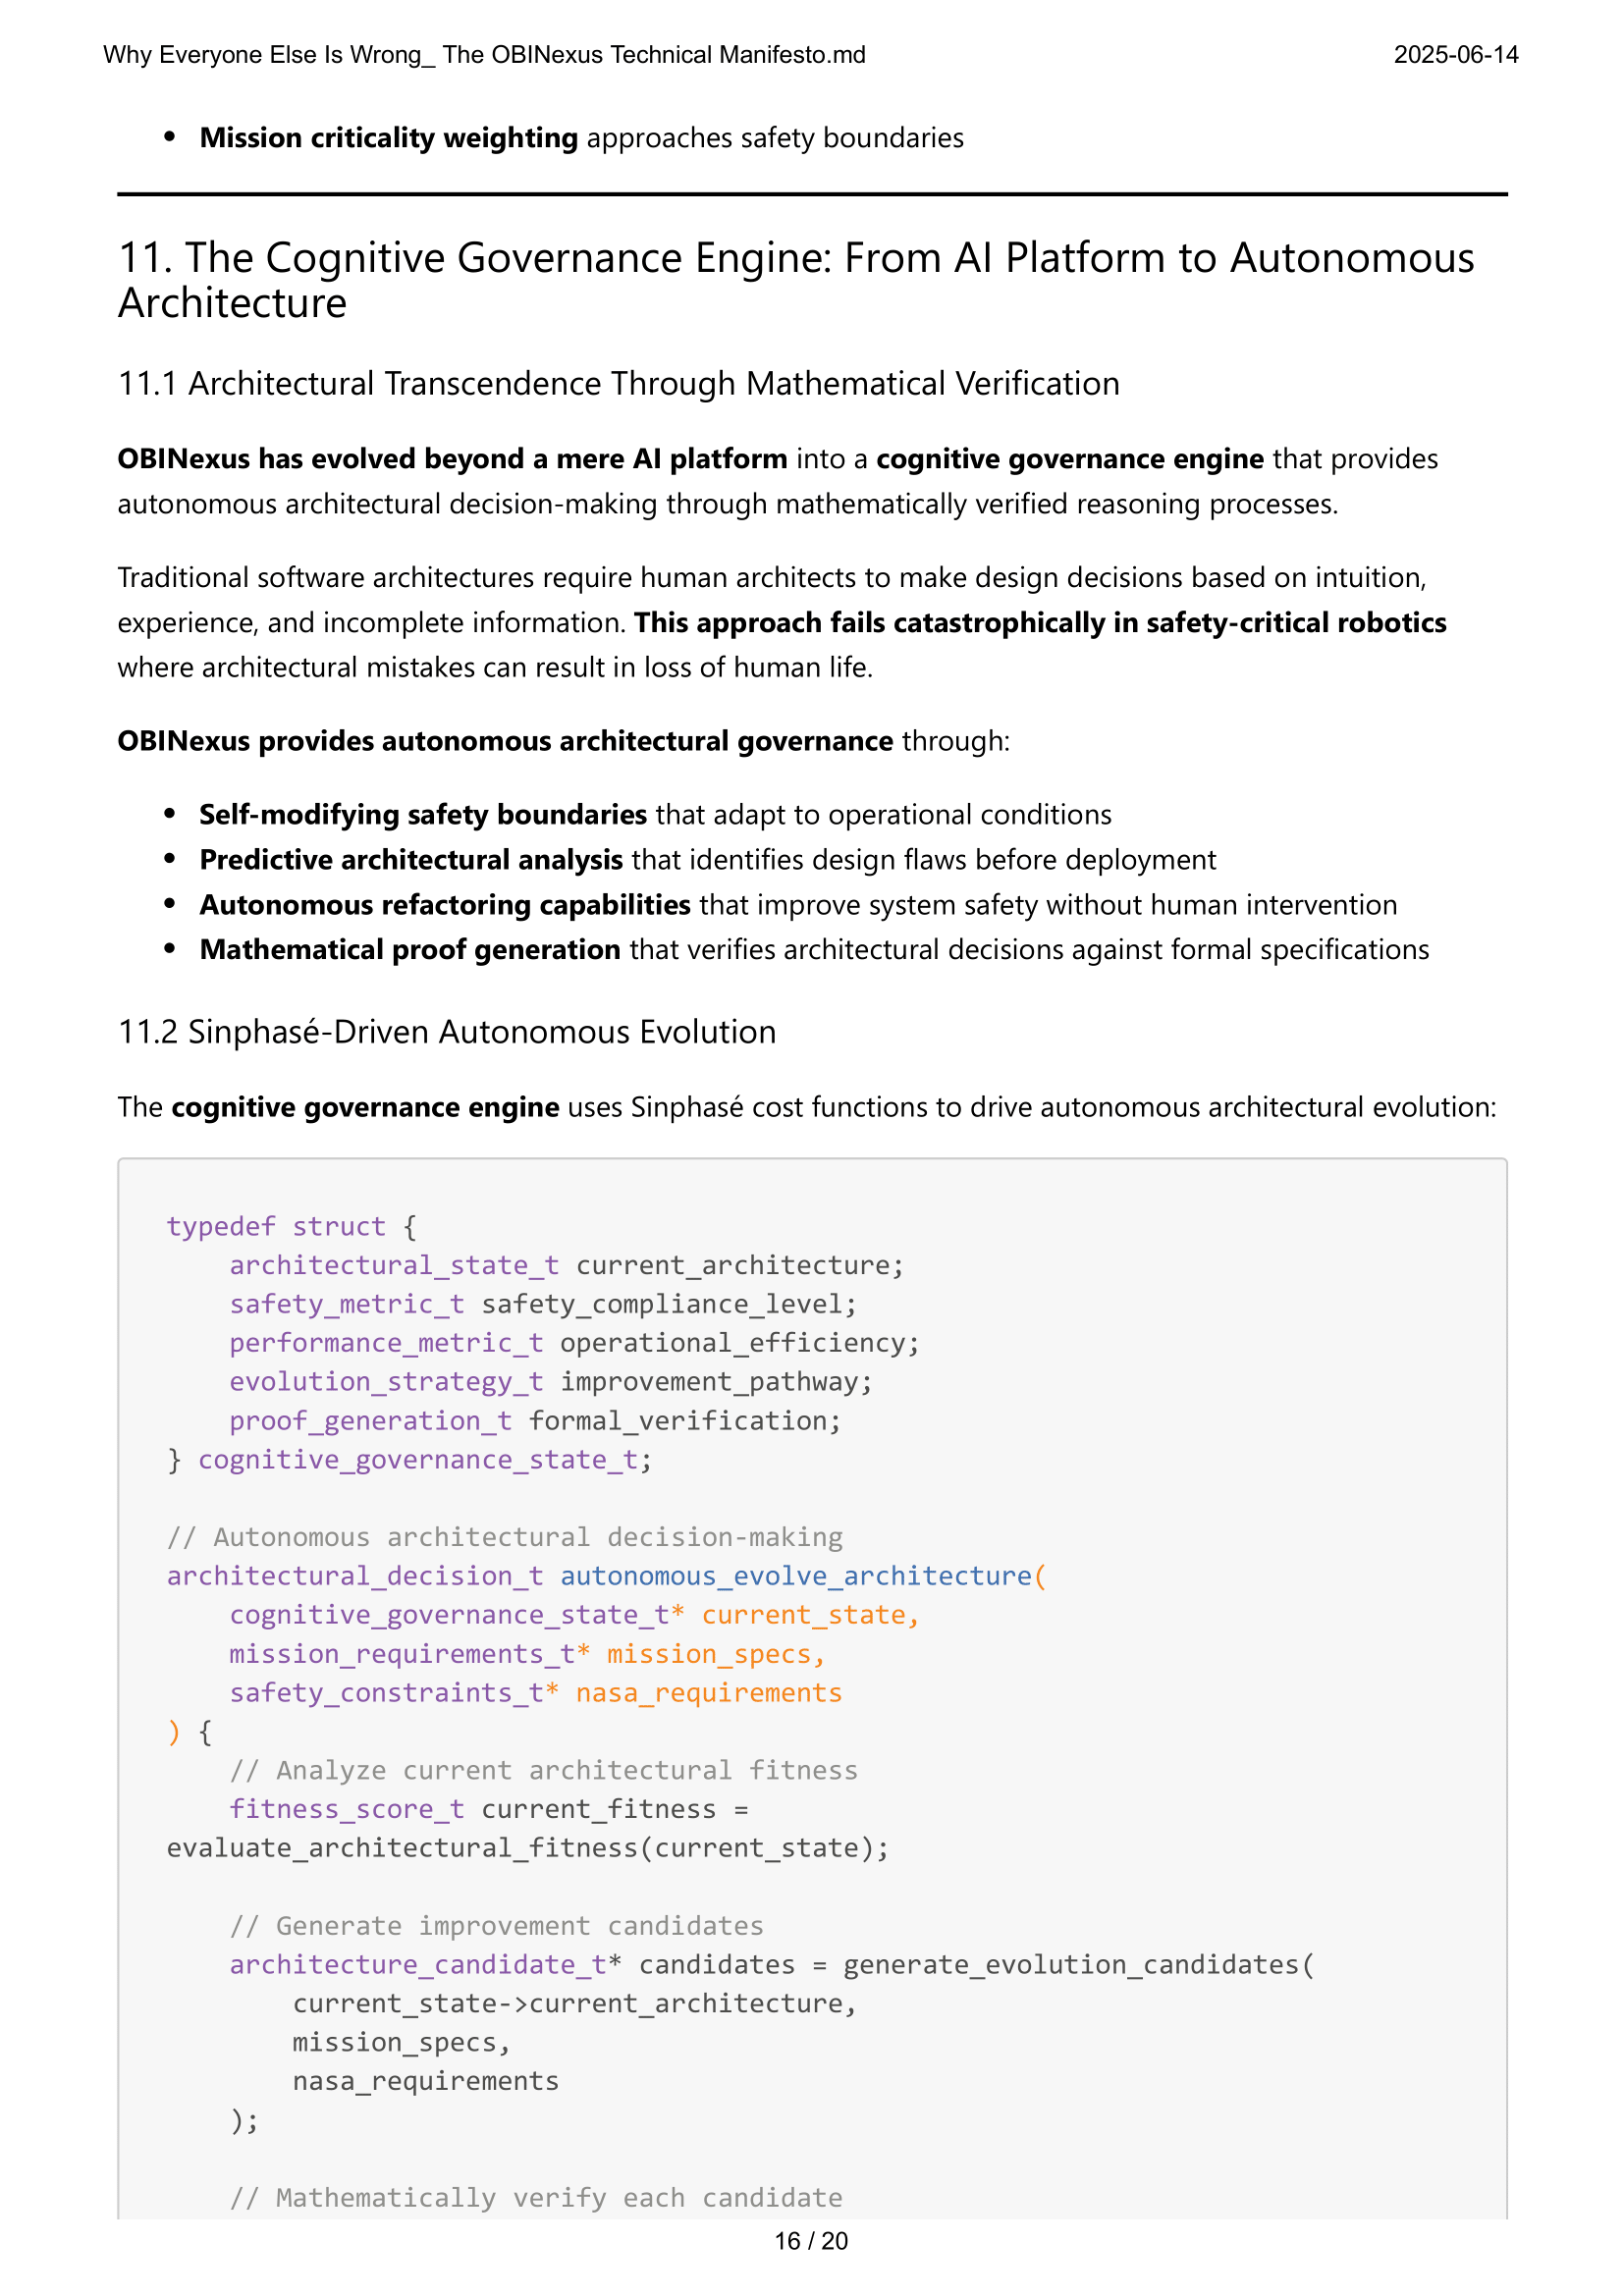 Why Everyone Else Is Wrong_ The OBINexus Technical Manifesto.md 2025-06-14
• Mission criticality weighting approaches safety boundaries
11. The Cognitive Governance Engine: From AI Platform to Autonomous
Architecture
11.1 Architectural Transcendence Through Mathematical Verification
OBINexus has evolved beyond a mere AI platform into a cognitive governance engine that provides
autonomous architectural decision-making through mathematically verified reasoning processes.
Traditional software architectures require human architects to make design decisions based on intuition,
experience, and incomplete information. This approach fails catastrophically in safety-critical robotics
where architectural mistakes can result in loss of human life.
OBINexus provides autonomous architectural governance through:
• Self-modifying safety boundaries that adapt to operational conditions
• Predictive architectural analysis that identifies design flaws before deployment
• Autonomous refactoring capabilities that improve system safety without human intervention
• Mathematical proof generation that verifies architectural decisions against formal specifications
11.2 Sinphasé-Driven Autonomous Evolution
The cognitive governance engine uses Sinphasé cost functions to drive autonomous architectural evolution:
typedef struct {
    architectural_state_t current_architecture;
    safety_metric_t safety_compliance_level;
    performance_metric_t operational_efficiency;
    evolution_strategy_t improvement_pathway;
    proof_generation_t formal_verification;
} cognitive_governance_state_t;

// Autonomous architectural decision-making
architectural_decision_t autonomous_evolve_architecture(
    cognitive_governance_state_t* current_state,
    mission_requirements_t* mission_specs,
    safety_constraints_t* nasa_requirements
) {
    // Analyze current architectural fitness
    fitness_score_t current_fitness =
evaluate_architectural_fitness(current_state);

    // Generate improvement candidates
    architecture_candidate_t* candidates = generate_evolution_candidates(
        current_state->current_architecture,
        mission_specs,
        nasa_requirements
    );

    // Mathematically verify each candidate
16 / 20